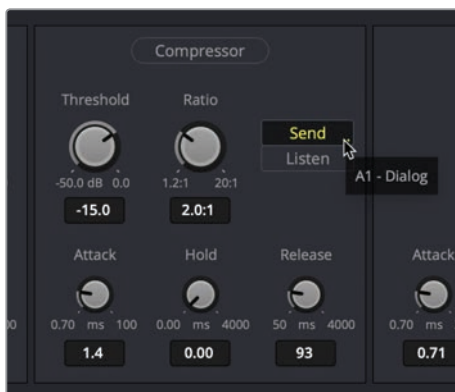 Compressor
Threshold Ratio
Send
Listen
-50.0 dB 0.0 1.2:1 20:1
A1 - Dialog
-15.0 2.0:1
Attack Hold Release Attack
00 0.70 ms 100 0.00 ms 4000 50 ms 4000 0.70 m
1.4 0.00 93 0.71